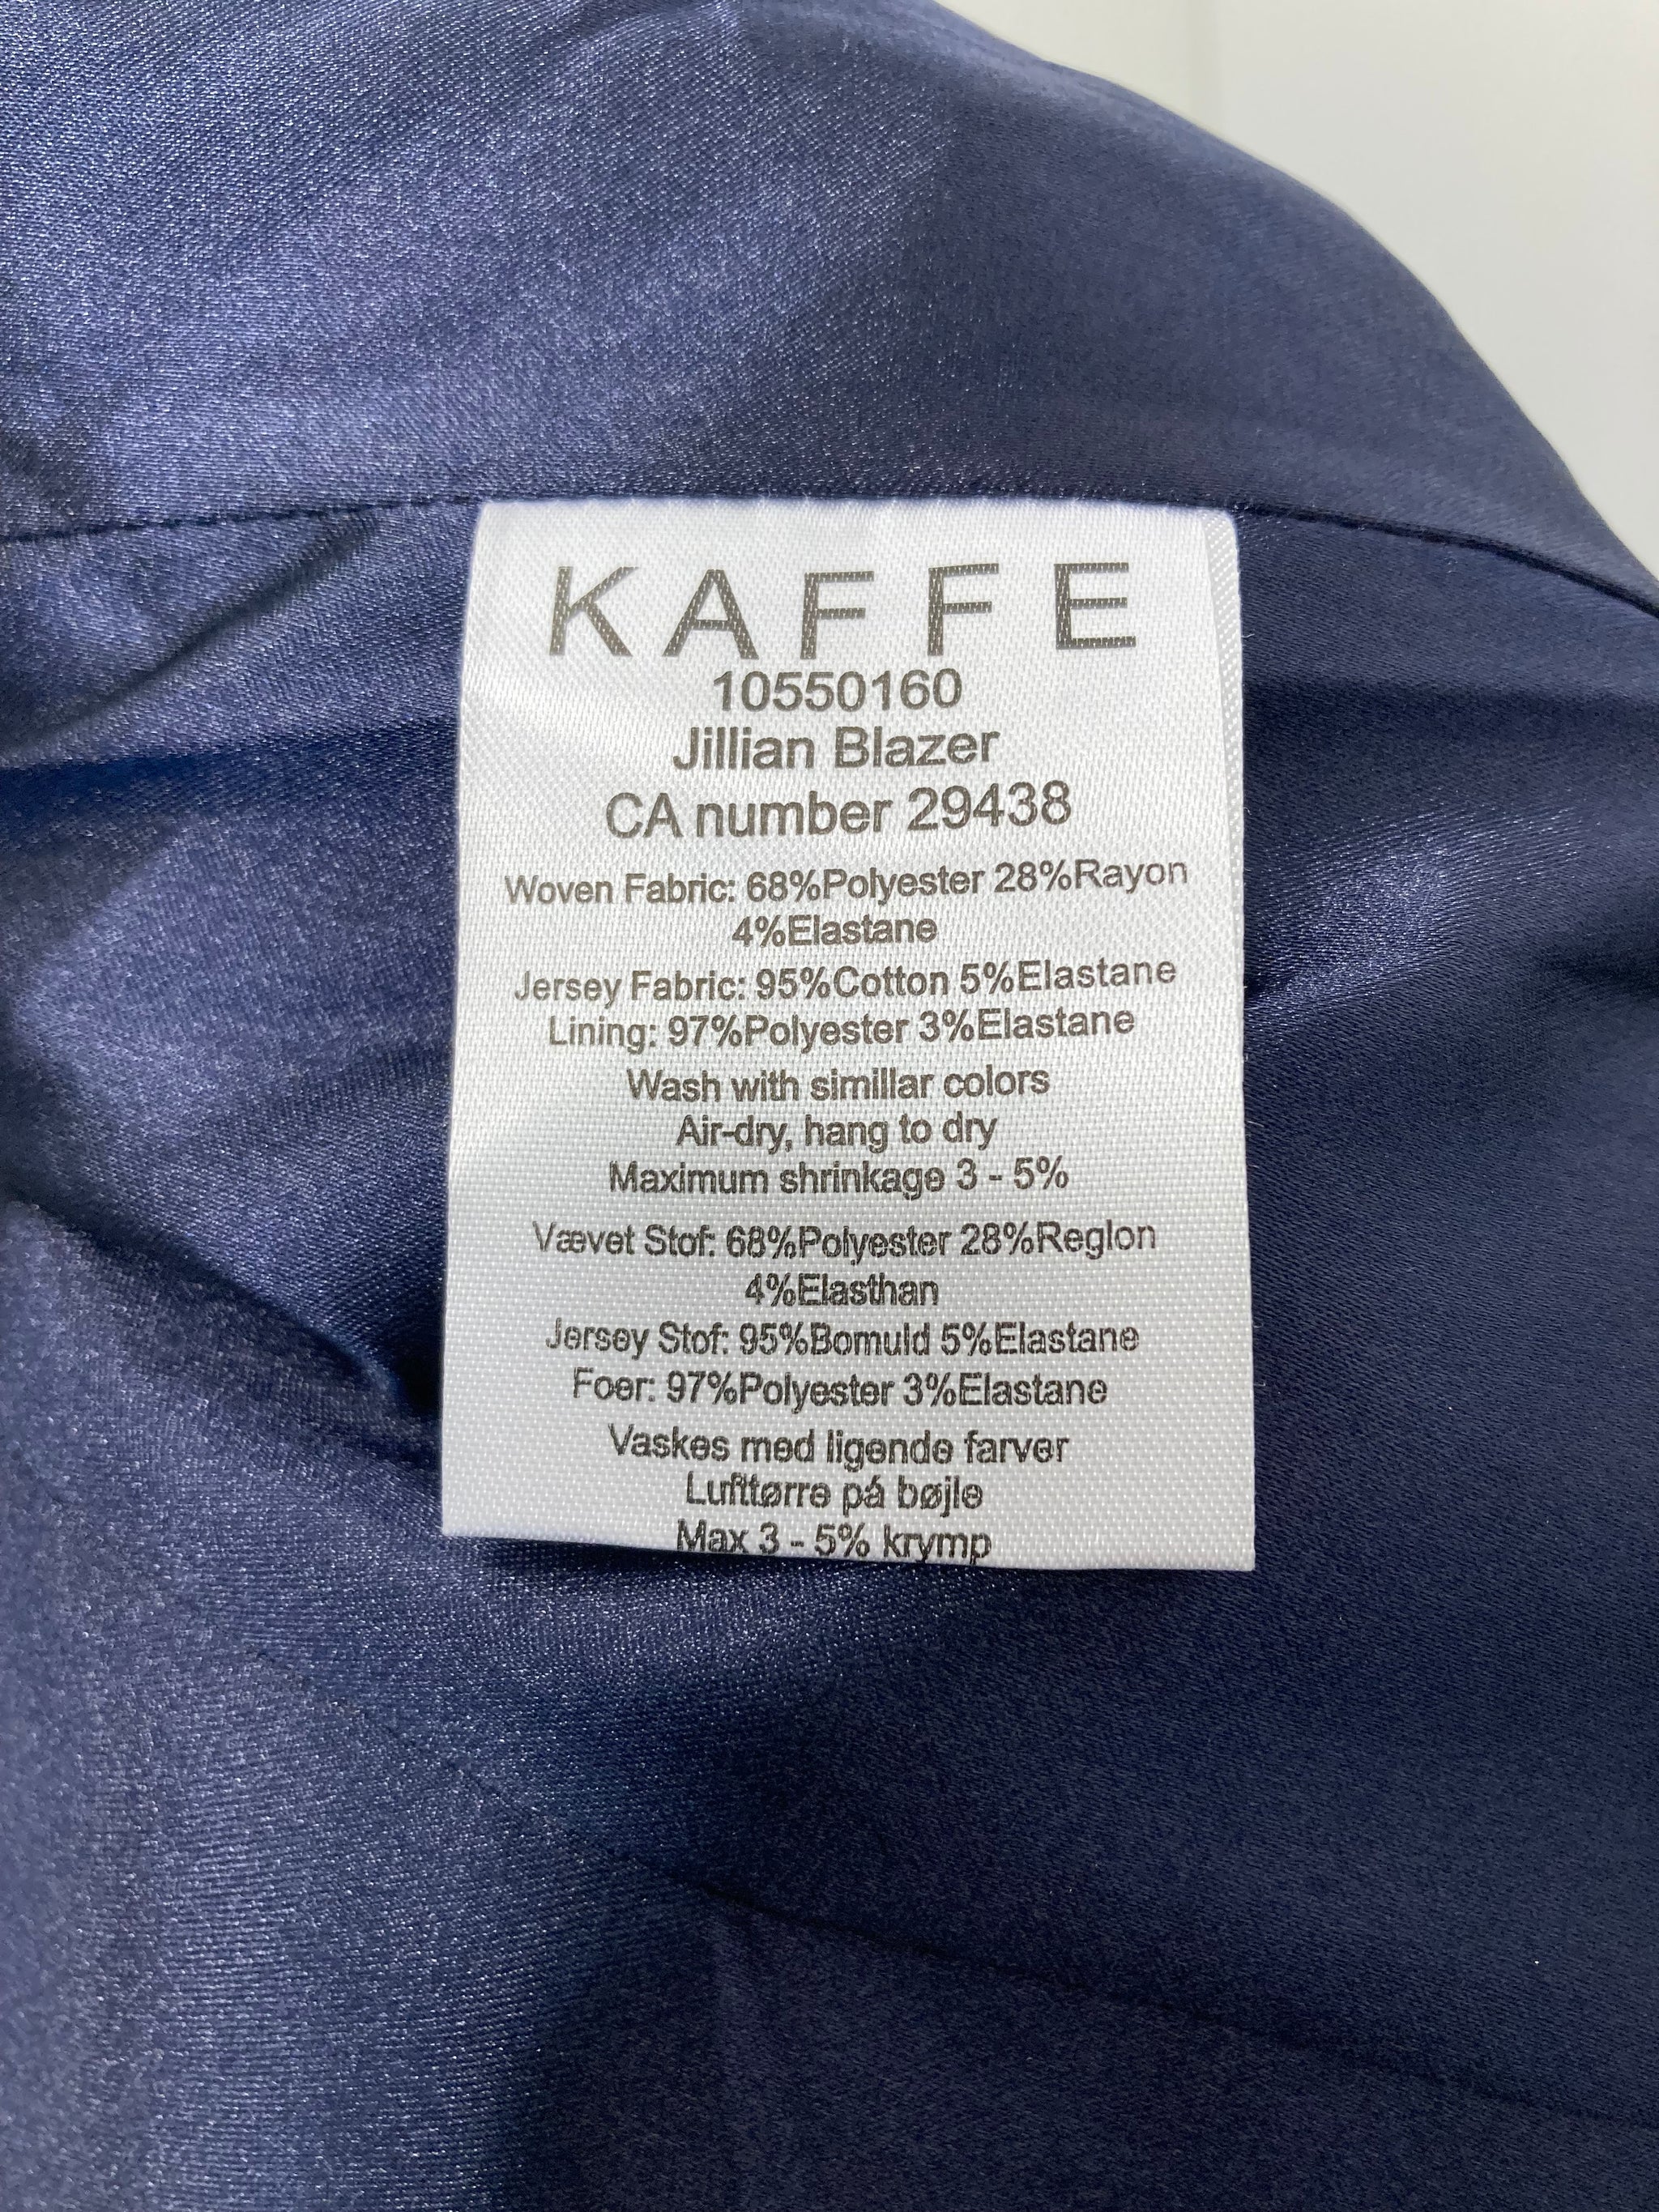 KAFFE
10550160
Jillian Blazer
CA number 29438
Woven Fabric: 68%Polyester 28%Rayon
4%Elastane
Jersey Fabric: 95%Cotton 5%Elastane
Lining: 97%Polyester 3%Elastane
Wash with simillar colors
Air-dry, hang to dry
Maximum shrinkage 3 - 5%
Vævet Stof: 68%Polyester 28%Reglon
4%Elasthan
Jersey Stof: 95%Bomuld 5%Elastane
Foer: 97%Polyester 3%Elastane
Vaskes med ligende farver
Lufttørre på bøjle
Max 3 - 5% krymp